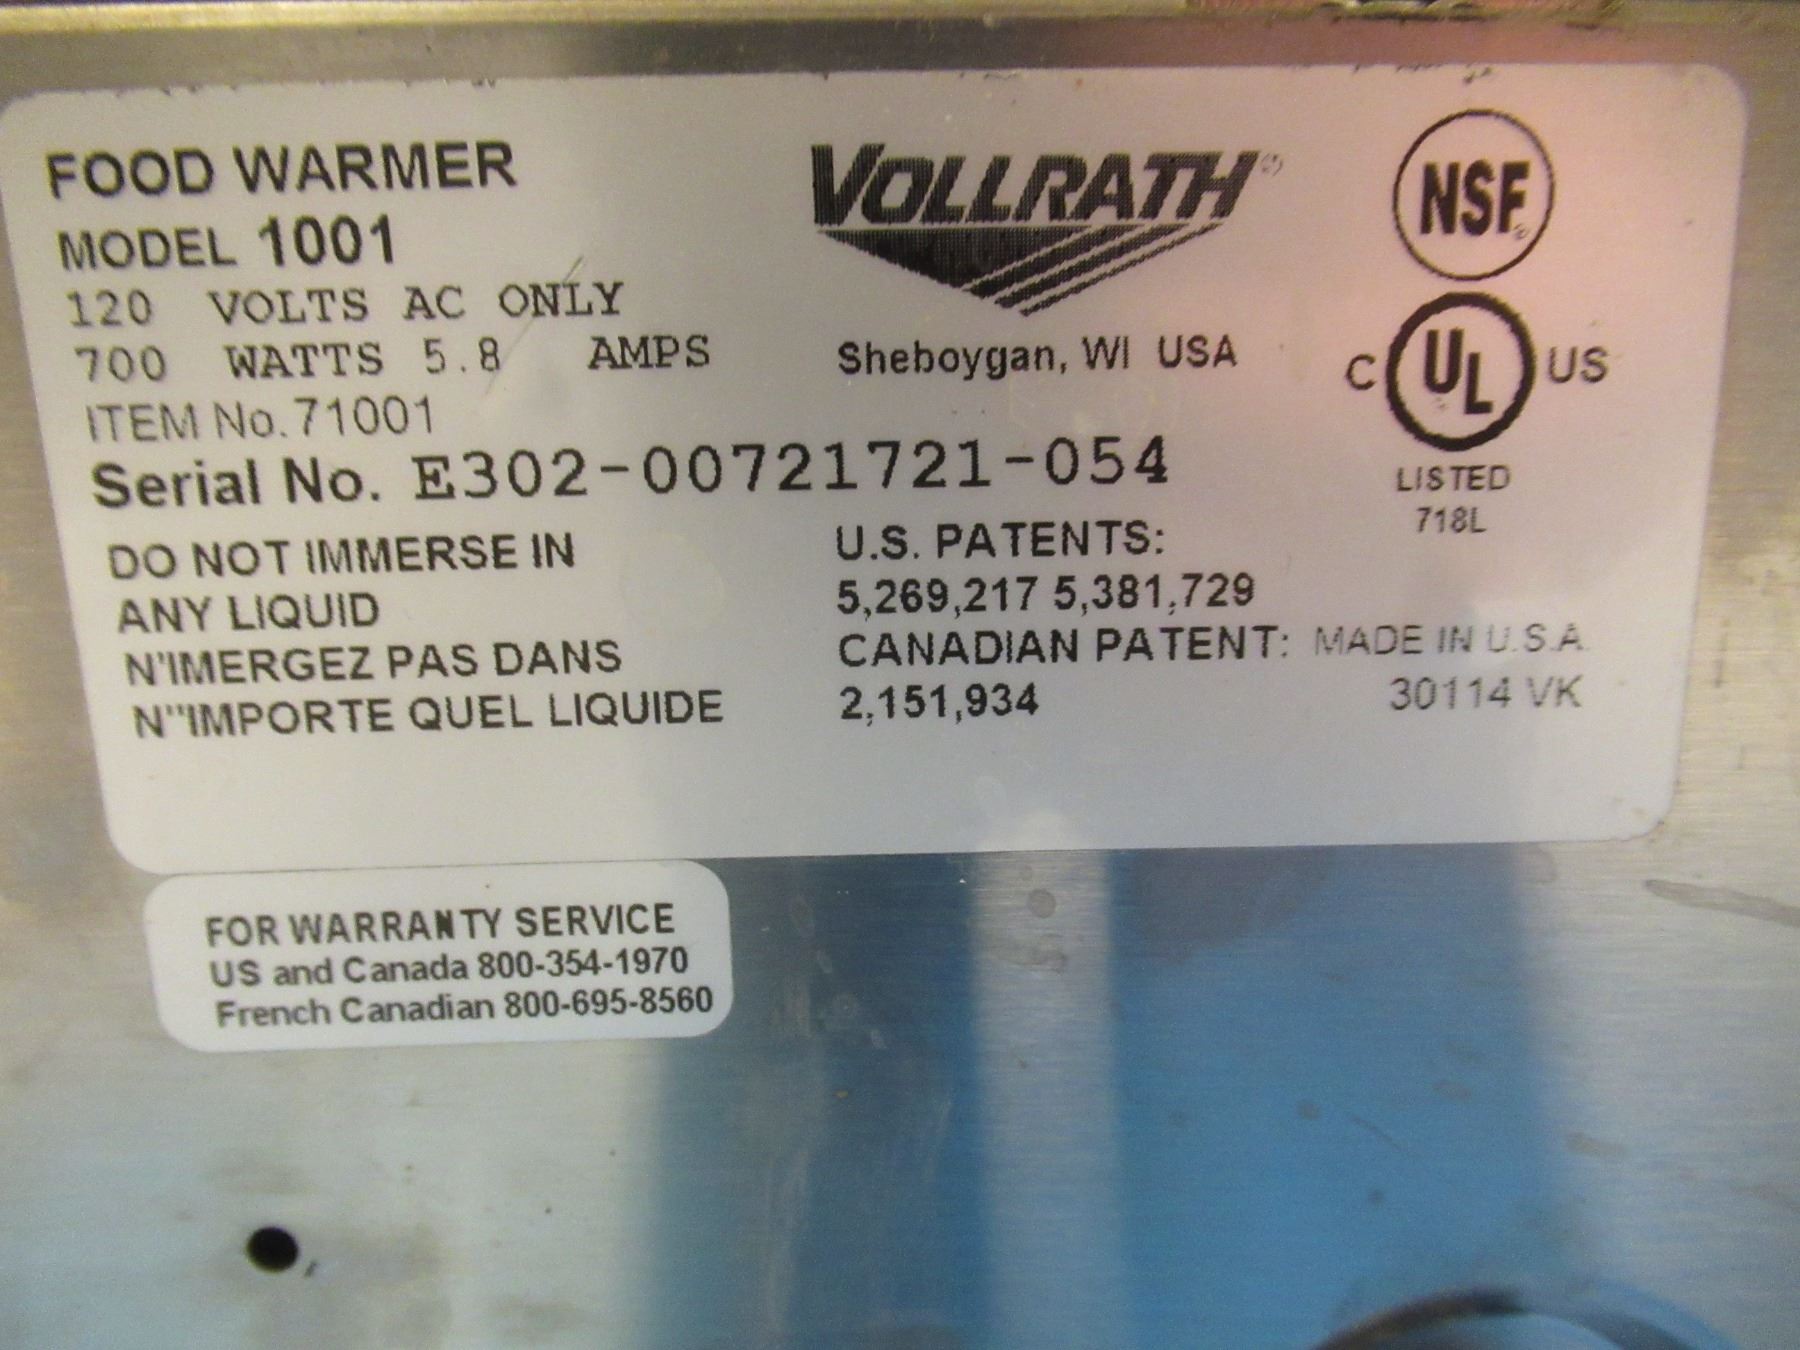 FOOD WARMER
MODEL 1001
120 VOLTS AC ONLY
700 WATTS 5.8 AMPS
ITEM No. 71001
Serial No. E302-00721721-054
DO NOT IMMERSE IN
ANY LIQUID
N'IMERGEZ PAS DANS
N''IMPORTE QUEL LIQUIDE
VOLLRATH®
Sheboygan, WI USA
U.S. PATENTS:
5,269,217 5,381,729
CANADIAN PATENT:
2,151,934
NSF®
C UL US
LISTED
718L
MADE IN U.S.A.
30114 VK
FOR WARRANTY SERVICE
US and Canada 800-354-1970
French Canadian 800-695-8560